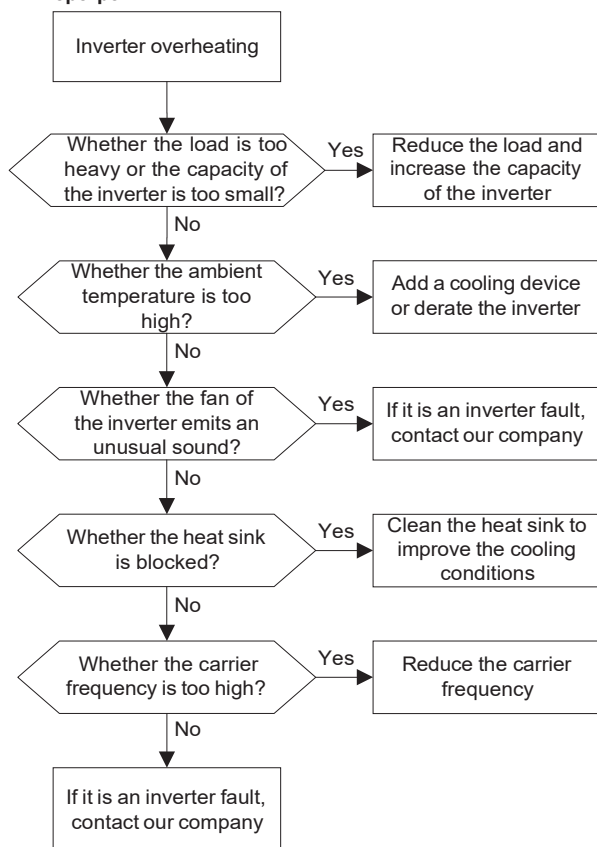 Inverter overheating
Whether the load is too
heavy or the capacity of
the inverter is too small?
Yes
Reduce the load and
increase the capacity
of the inverter
No
Whether the ambient
temperature is too
high?
Yes
Add a cooling device
or derate the inverter
No
Whether the fan of
the inverter emits an
unusual sound?
Yes
If it is an inverter fault,
contact our company
No
Whether the heat sink
is blocked?
Yes
Clean the heat sink to
improve the cooling
conditions
No
Whether the carrier
frequency is too high?
Yes
Reduce the carrier
frequency
No
If it is an inverter fault,
contact our company